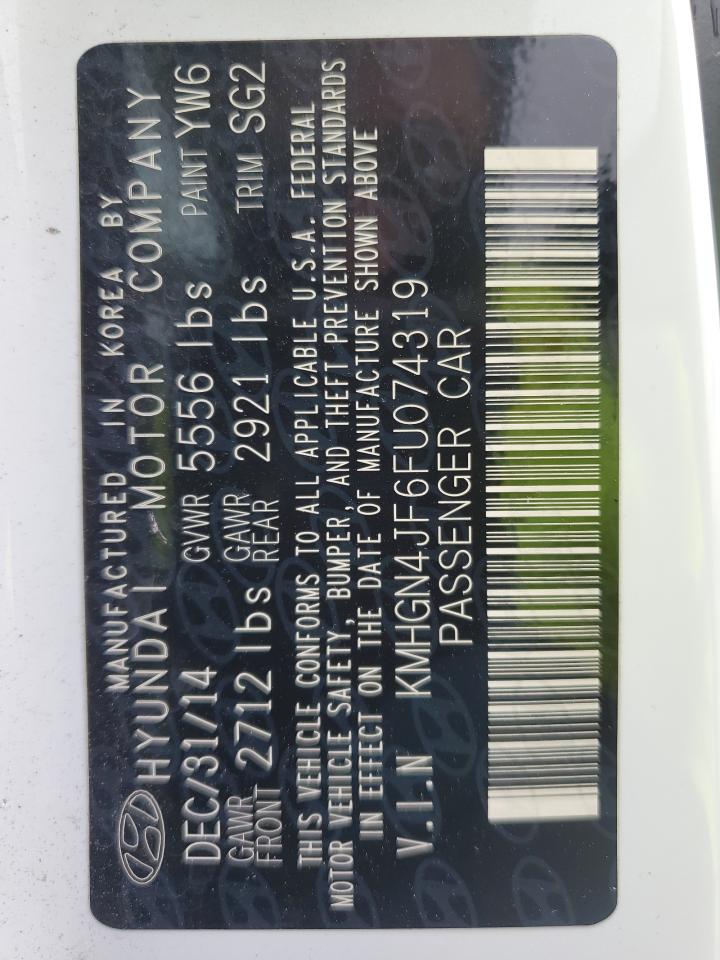 MANUFACTURED IN KOREA BY
HYUNDAI MOTOR COMPANY
DEC/31/14 GVWR 5556 lbs PAINT YW6
GAWR FRONT 2712 lbs GAWR REAR 2921 lbs TRIM SG2
THIS VEHICLE CONFORMS TO ALL APPLICABLE U.S.A. FEDERAL
MOTOR VEHICLE SAFETY, BUMPER, AND THEFT PREVENTION STANDARDS
IN EFFECT ON THE DATE OF MANUFACTURE SHOWN ABOVE
V.I.N KMHGN4JF6FU074319
PASSENGER CAR